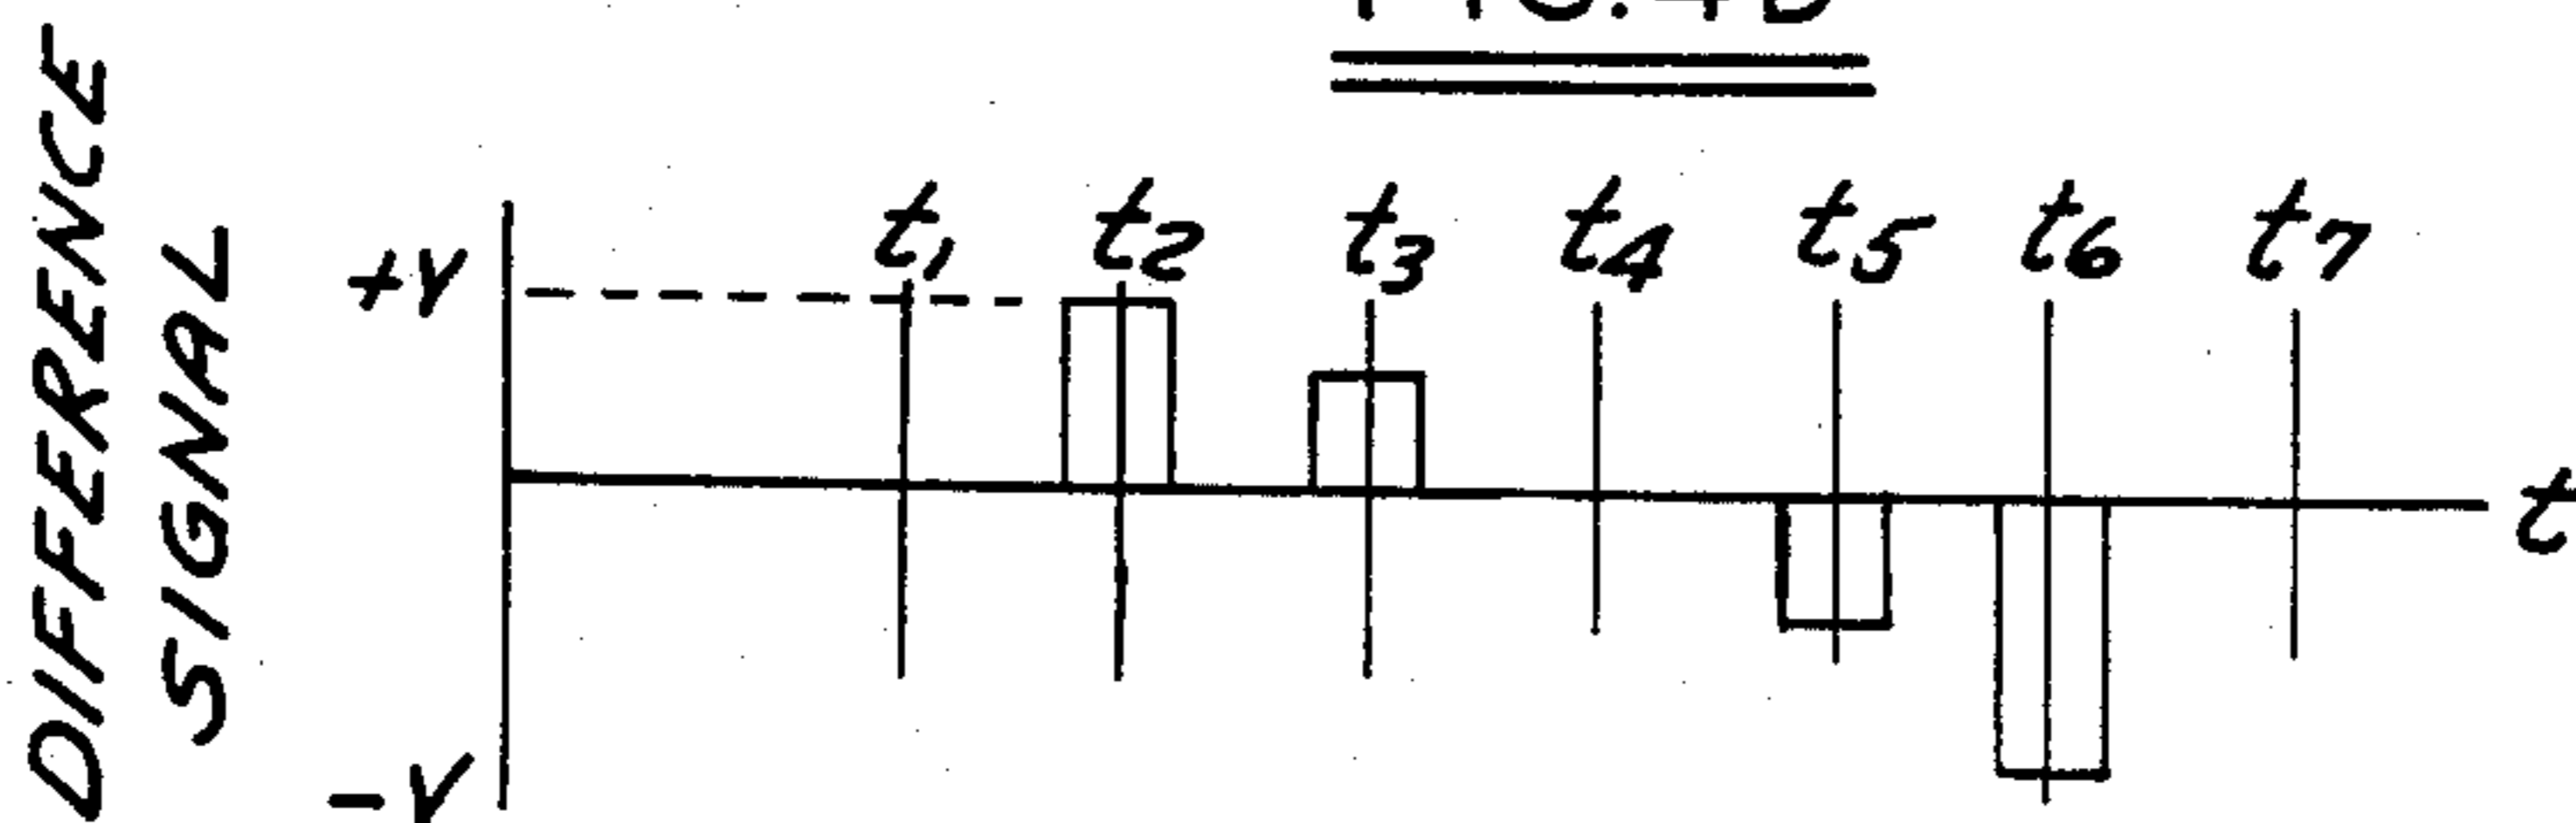 DIFFERENCE
SIGNAL
+V
t1 t2 t3 t4 t5 t6 t7
t
-V